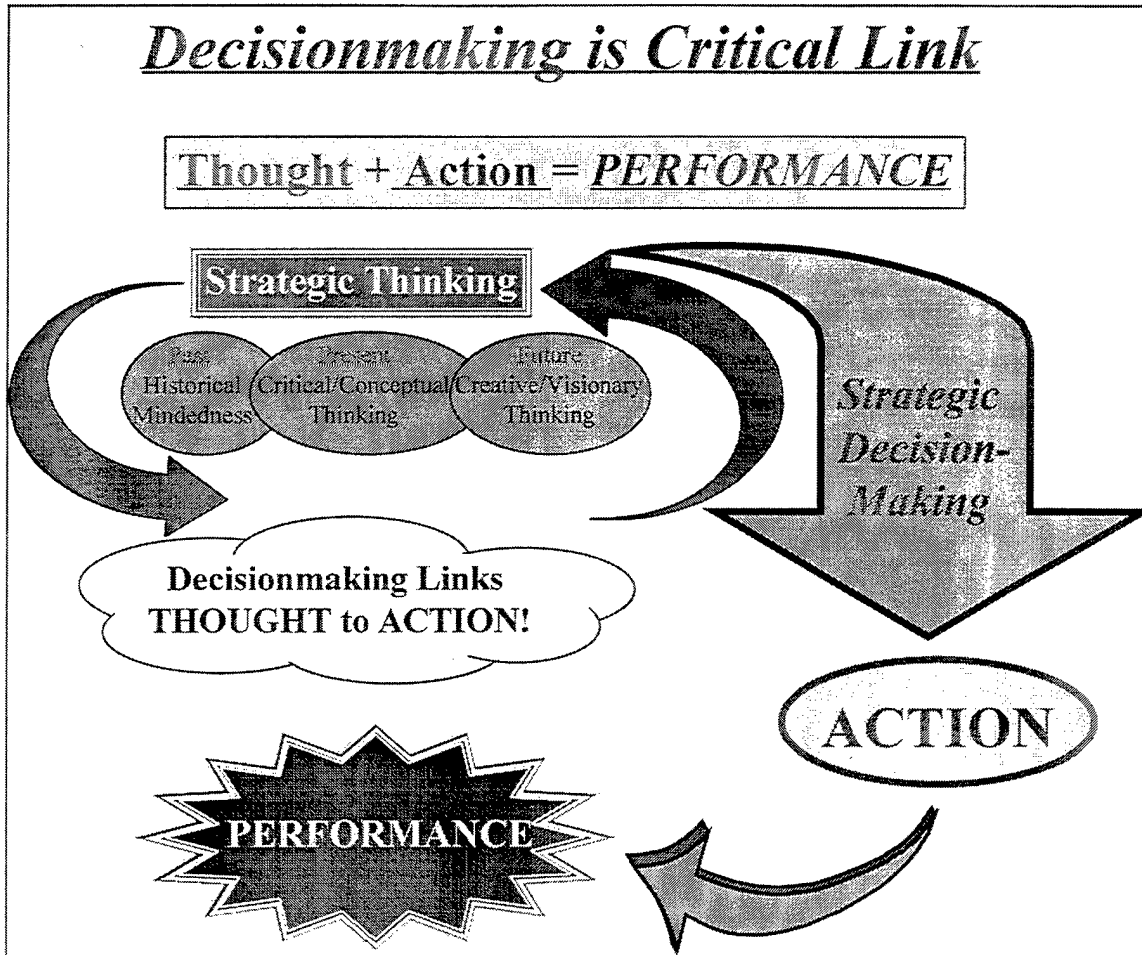 Decisionmaking is Critical Link
Thought + Action = PERFORMANCE
Strategic Thinking
Past
Historical
Mindedness
Present
Critical/Conceptual
Thinking
Future
Creative/Visionary
Thinking
Strategic
Decision-
Making
Decisionmaking Links
THOUGHT to ACTION!
ACTION
PERFORMANCE